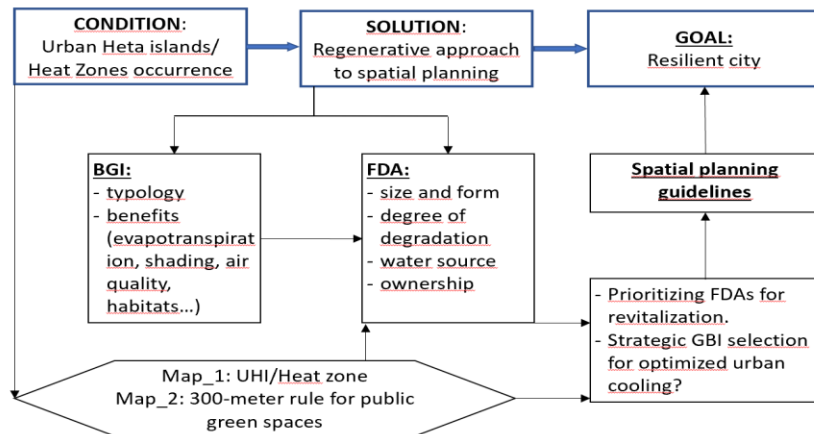 CONDITION:
Urban Heta islands/
Heat Zones occurrence
SOLUTION:
Regenerative approach
to spatial planning
GOAL:
Resilient city
BGI:
- typology
- benefits
(evapotranspirat
ion, shading, air
quality,
habitats...)
FDA:
- size and form
- degree of
degradation
- water source
- ownership
Spatial planning
guidelines
- Prioritizing FDAs for
revitalization.
- Strategic GBI selection
for optimized urban
cooling?
Map_1: UHI/Heat zone
Map_2: 300-meter rule for public
green spaces